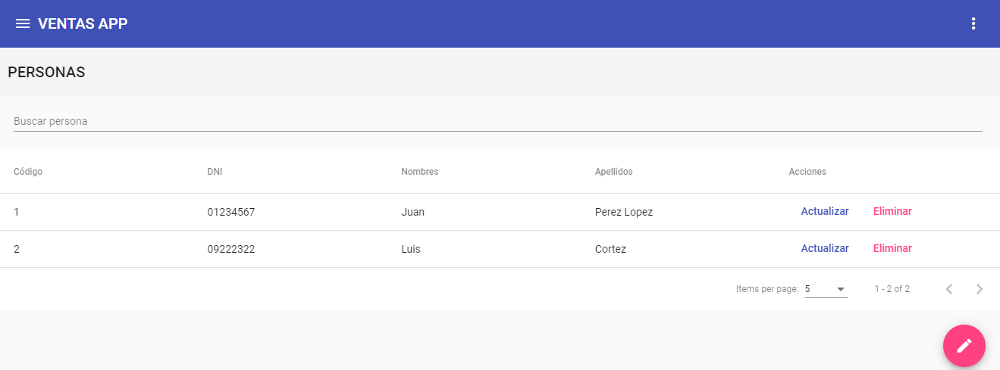 VENTAS APP
PERSONAS
Buscar persona
Código DNI Nombres Apellidos Acciones
1 01234567 Juan Perez Lopez Actualizar Eliminar
2 09222322 Luis Cortez Actualizar Eliminar
Items per page: 5 1 - 2 of 2